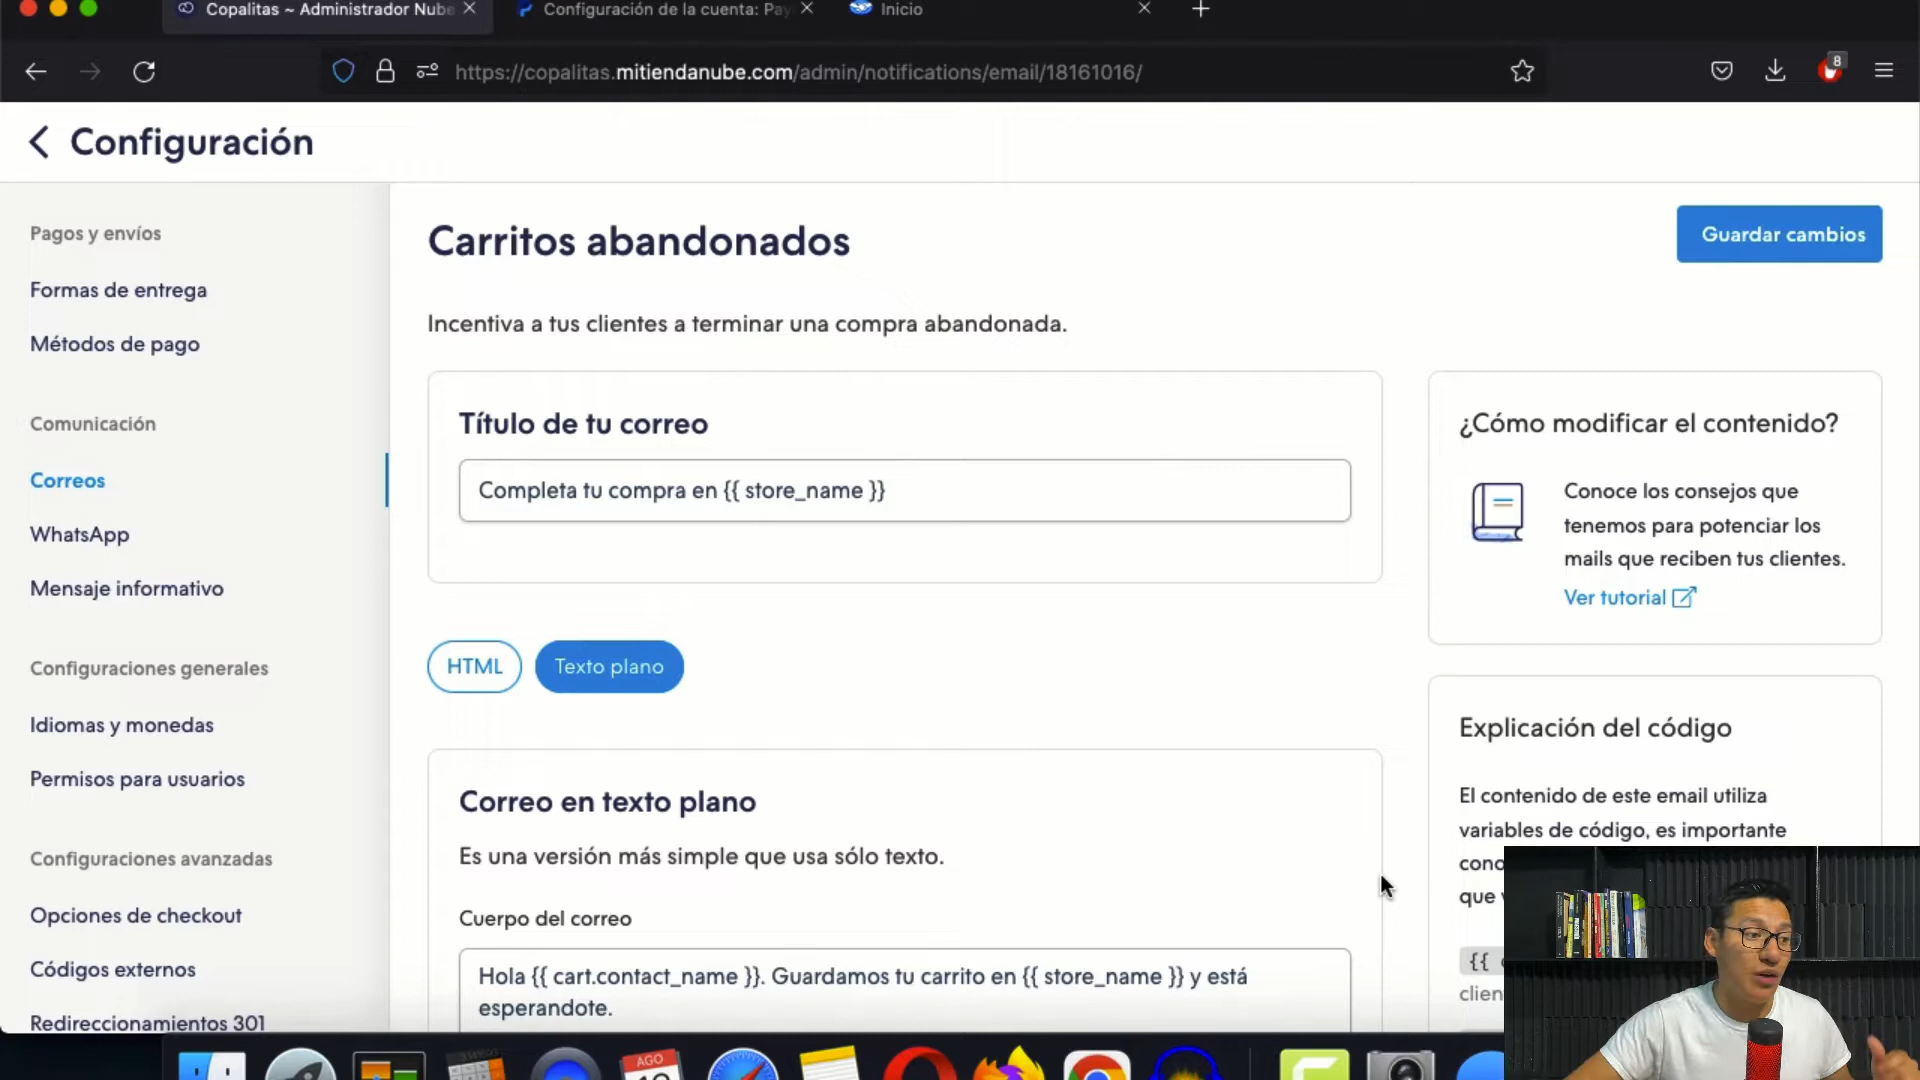 Copalitas ~ Administrador Nube
Configuración de la cuenta: Pay
Inicio
https://copalitas.mitiendanube.com/admin/notifications/email/18161016/
8
Configuración
Pagos y envíos
Formas de entrega
Métodos de pago
Comunicación
Correos
WhatsApp
Mensaje informativo
Configuraciones generales
Idiomas y monedas
Permisos para usuarios
Configuraciones avanzadas
Opciones de checkout
Códigos externos
Redireccionamientos 301
Carritos abandonados
Guardar cambios
Incentiva a tus clientes a terminar una compra abandonada.
Título de tu correo
Completa tu compra en {{ store_name }}
HTML
Texto plano
Correo en texto plano
Es una versión más simple que usa sólo texto.
Cuerpo del correo
Hola {{ cart.contact_name }}. Guardamos tu carrito en {{ store_name }} y está
esperandote.
¿Cómo modificar el contenido?
Conoce los consejos que
tenemos para potenciar los
mails que reciben tus clientes.
Ver tutorial
Explicación del código
El contenido de este email utiliza
variables de código, es importante
cono
que
{{
clien
AGO